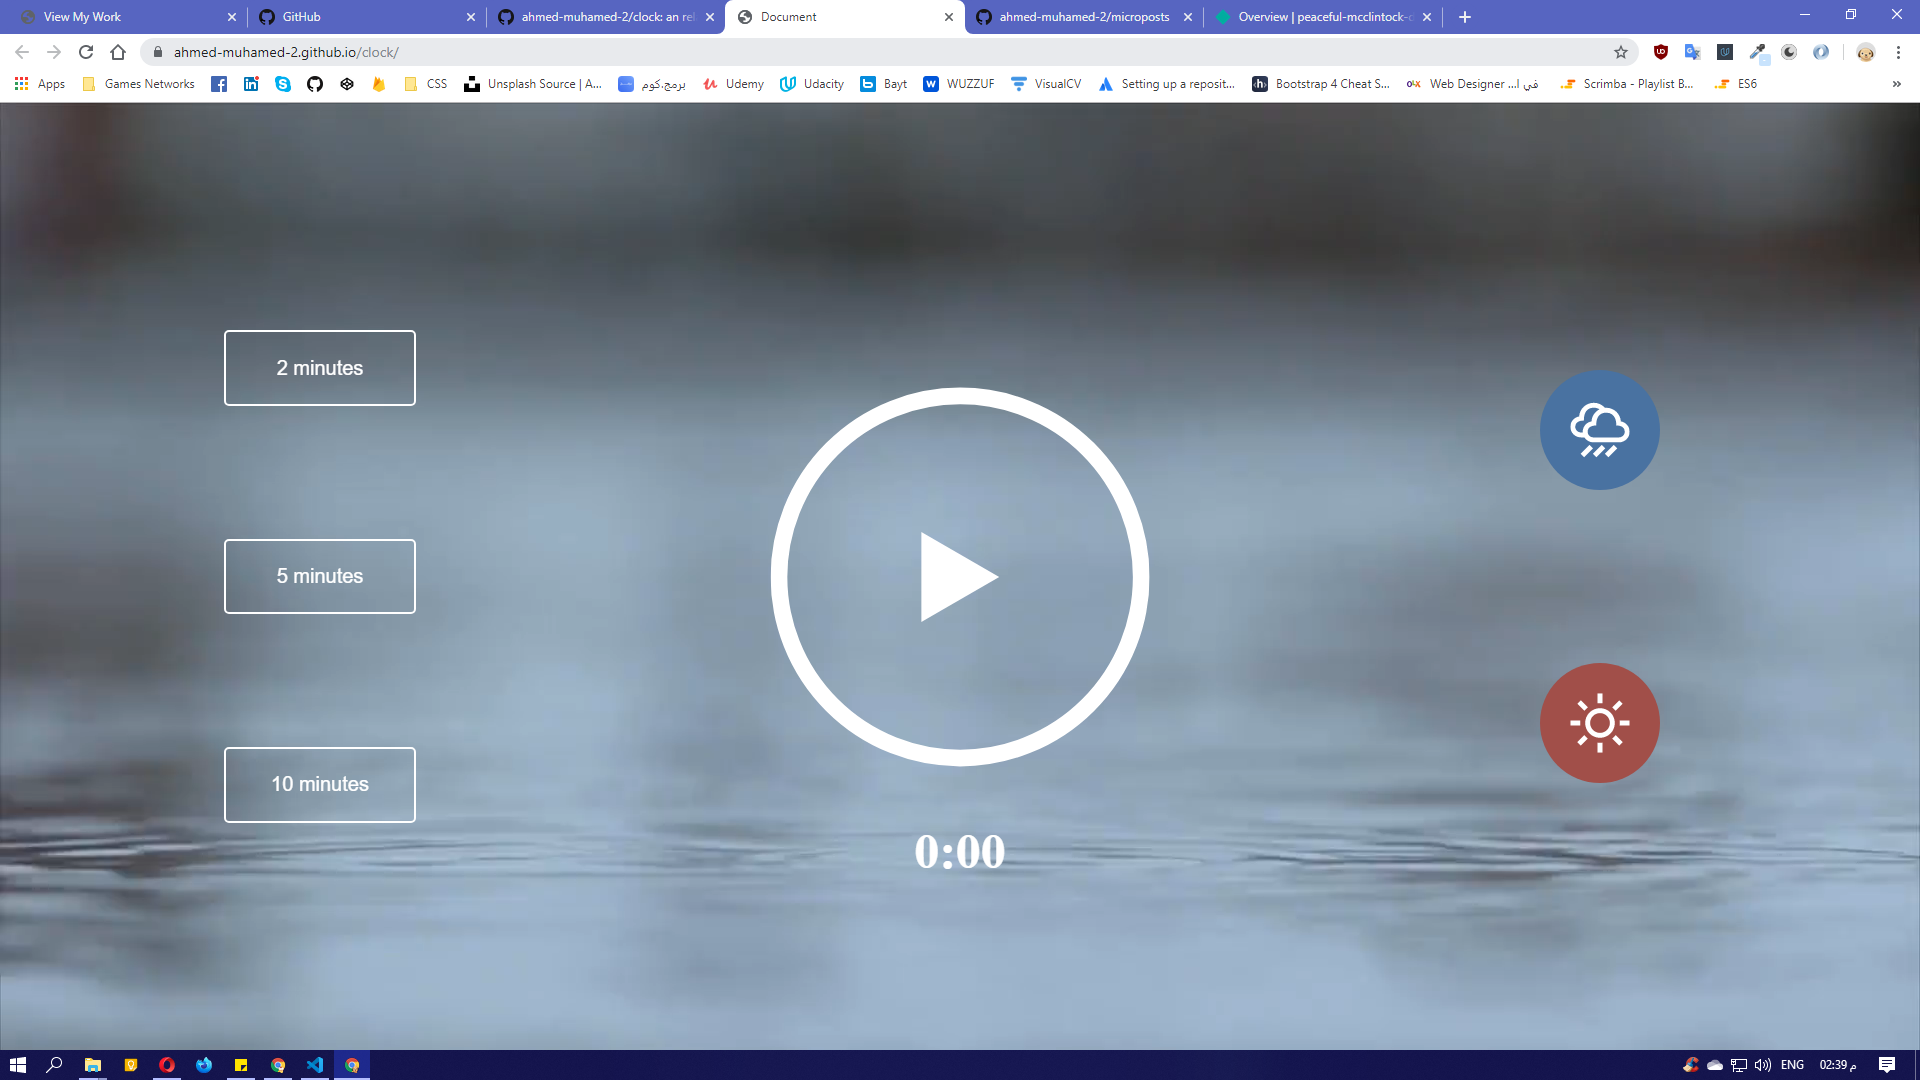 View My Work
GitHub
ahmed-muhamed-2/clock: an rel
Document
ahmed-muhamed-2/microposts
Overview | peaceful-mcclintock-d
ahmed-muhamed-2.github.io/clock/
Apps
Games Networks
CSS
Unsplash Source | A...
برمج.كوم
Udemy
Udacity
Bayt
WUZZUF
VisualCV
Setting up a reposit...
Bootstrap 4 Cheat S...
Web Designer ...في ا
Scrimba - Playlist B...
ES6
»
2 minutes
5 minutes
10 minutes
0:00
ENG
02:39 م